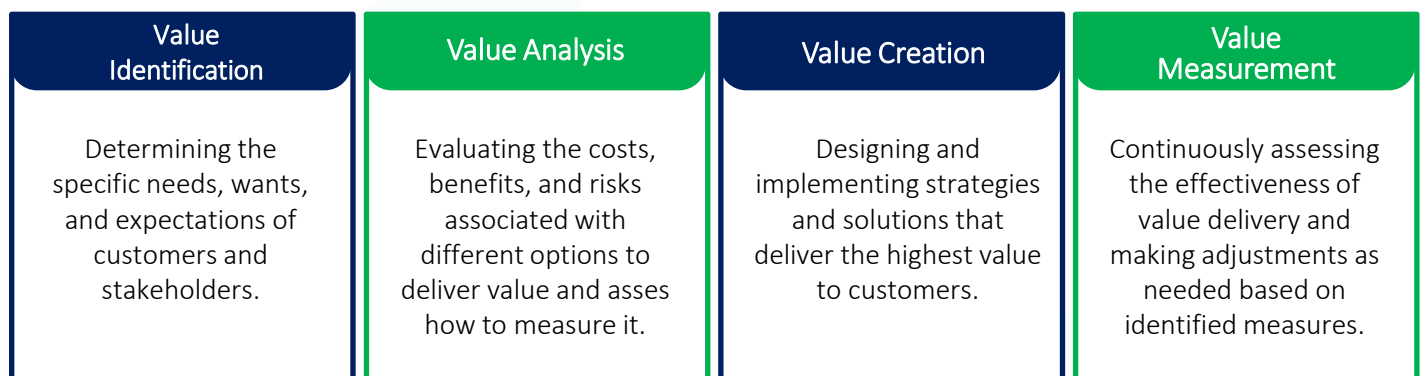 Value
Identification
Determining the
specific needs, wants,
and expectations of
customers and
stakeholders.
Value Analysis
Evaluating the costs,
benefits, and risks
associated with
different options to
deliver value and asses
how to measure it.
Value Creation
Designing and
implementing strategies
and solutions that
deliver the highest value
to customers.
Value
Measurement
Continuously assessing
the effectiveness of
value delivery and
making adjustments as
needed based on
identified measures.